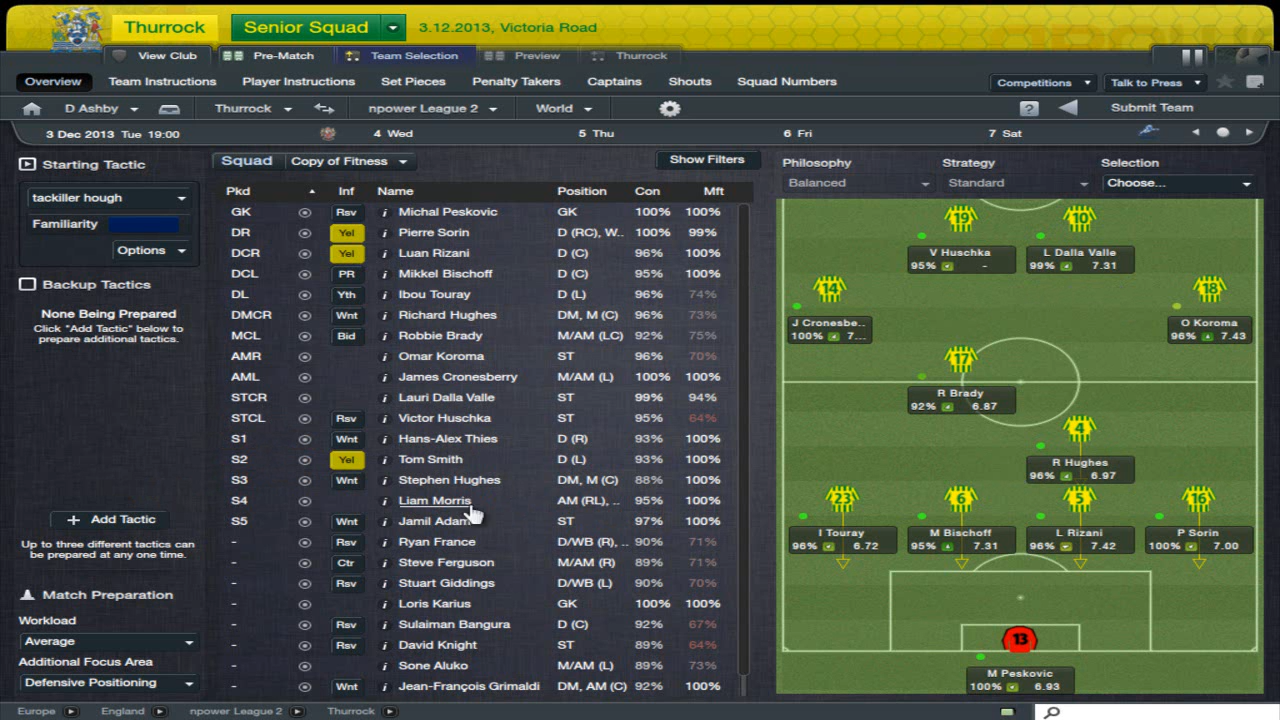 Thurrock Senior Squad 3.12.2013, Victoria Road
View Club Pre-Match Team Selection Preview Thurrock
Overview Team Instructions Player Instructions Set Pieces Penalty Takers Captains Shouts Squad Numbers Competitions Talk to Press
D Ashby Thurrock npower League 2 World ? Submit Team
3 Dec 2013 Tue 19:00 4 Wed 5 Thu 6 Fri 7 Sat
Starting Tactic
tackiller hough
Familiarity
Options
Backup Tactics
None Being Prepared
Click "Add Tactic" below to
prepare additional tactics.
+ Add Tactic
Up to three different tactics can
be prepared at any one time.
Match Preparation
Workload
Average
Additional Focus Area
Defensive Positioning
Squad Copy of Fitness Show Filters
Pkd Inf Name Position Con Mft
GK Rsv i Michal Peskovic GK 100% 100%
DR Yel i Pierre Sorin D (RC), W.. 100% 99%
DCR Yel i Luan Rizani D (C) 96% 100%
DCL PR i Mikkel Bischoff D (C) 95% 100%
DL Yth i Ibou Touray D (L) 96% 74%
DMCR Wnt i Richard Hughes DM, M (C) 96% 73%
MCL Bid i Robbie Brady M/AM (LC) 92% 75%
AMR i Omar Koroma ST 96% 70%
AML i James Cronesberry M/AM (L) 100% 100%
STCR i Lauri Dalla Valle ST 99% 94%
STCL Rsv i Victor Huschka ST 95% 64%
S1 Wnt i Hans-Alex Thies D (R) 93% 100%
S2 Yel i Tom Smith D (L) 93% 100%
S3 Wnt i Stephen Hughes DM, M (C) 88% 100%
S4 i Liam Morris AM (RL), .. 95% 100%
S5 Wnt i Jamil Adam ST 97% 100%
- Rsv i Ryan France D/WB (R), .. 90% 71%
- Ctr i Steve Ferguson M/AM (R) 89% 71%
- Rsv i Stuart Giddings D/WB (L) 90% 70%
- i Loris Karius GK 100% 100%
- Rsv i Sulaiman Bangura D (C) 92% 67%
- Rsv i David Knight ST 89% 64%
- i Sone Aluko M/AM (L) 89% 73%
- Wnt i Jean-François Grimaldi DM, AM (C) 92% 100%
Philosophy Strategy Selection
Balanced Standard Choose...
19 10
V Huschka L Dalla Valle
95% - 99% 7.31
14 18
J Cronesbe.. O Koroma
100% 7... 96% 7.43
17
R Brady
92% 6.87
4
R Hughes
96% 6.97
23 6 5 16
I Touray M Bischoff L Rizani P Sorin
96% 6.72 95% 7.31 96% 7.42 100% 7.00
13
M Peskovic
100% 6.93
Europe England npower League 2 Thurrock